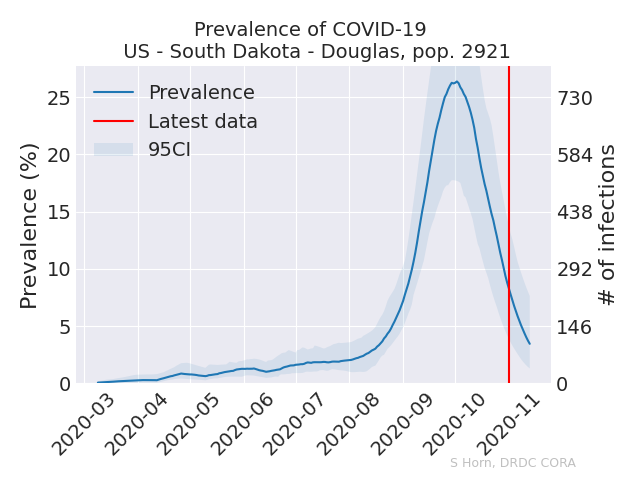 Prevalence of COVID-19
US - South Dakota - Douglas, pop. 2921
Prevalence
Latest data
95CI
Prevalence (%)
25
20
15
10
5
0
730
584
438
292
146
0
# of infections
2020-03
2020-04
2020-05
2020-06
2020-07
2020-08
2020-09
2020-10
2020-11
S Horn, DRDC CORA